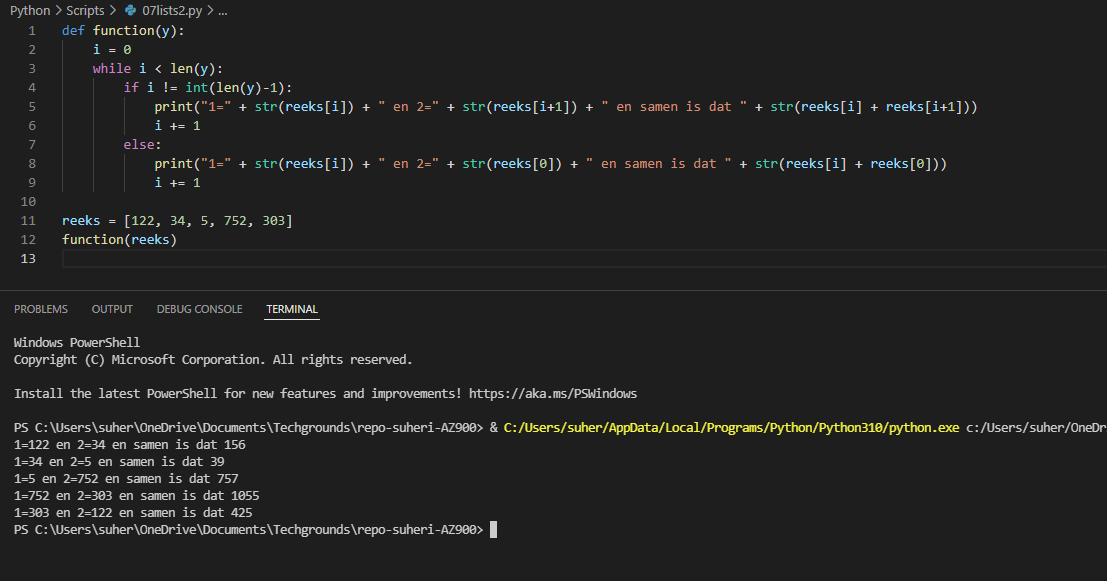 Python > Scripts > 07lists2.py > ...
1 def function(y):
2     i = 0
3     while i < len(y):
4         if i != int(len(y)-1):
5             print("1=" + str(reeks[i]) + " en 2=" + str(reeks[i+1]) + " en samen is dat " + str(reeks[i] + reeks[i+1]))
6             i += 1
7         else:
8             print("1=" + str(reeks[i]) + " en 2=" + str(reeks[0]) + " en samen is dat " + str(reeks[i] + reeks[0]))
9             i += 1
10
11 reeks = [122, 34, 5, 752, 303]
12 function(reeks)
13
PROBLEMS OUTPUT DEBUG CONSOLE TERMINAL
Windows PowerShell
Copyright (C) Microsoft Corporation. All rights reserved.
Install the latest PowerShell for new features and improvements! https://aka.ms/PSWindows
PS C:\Users\suher\OneDrive\Documents\Techgrounds\repo-suheri-AZ900> & C:/Users/suher/AppData/Local/Programs/Python/Python310/python.exe c:/Users/suher/OneDr
1=122 en 2=34 en samen is dat 156
1=34 en 2=5 en samen is dat 39
1=5 en 2=752 en samen is dat 757
1=752 en 2=303 en samen is dat 1055
1=303 en 2=122 en samen is dat 425
PS C:\Users\suher\OneDrive\Documents\Techgrounds\repo-suheri-AZ900>